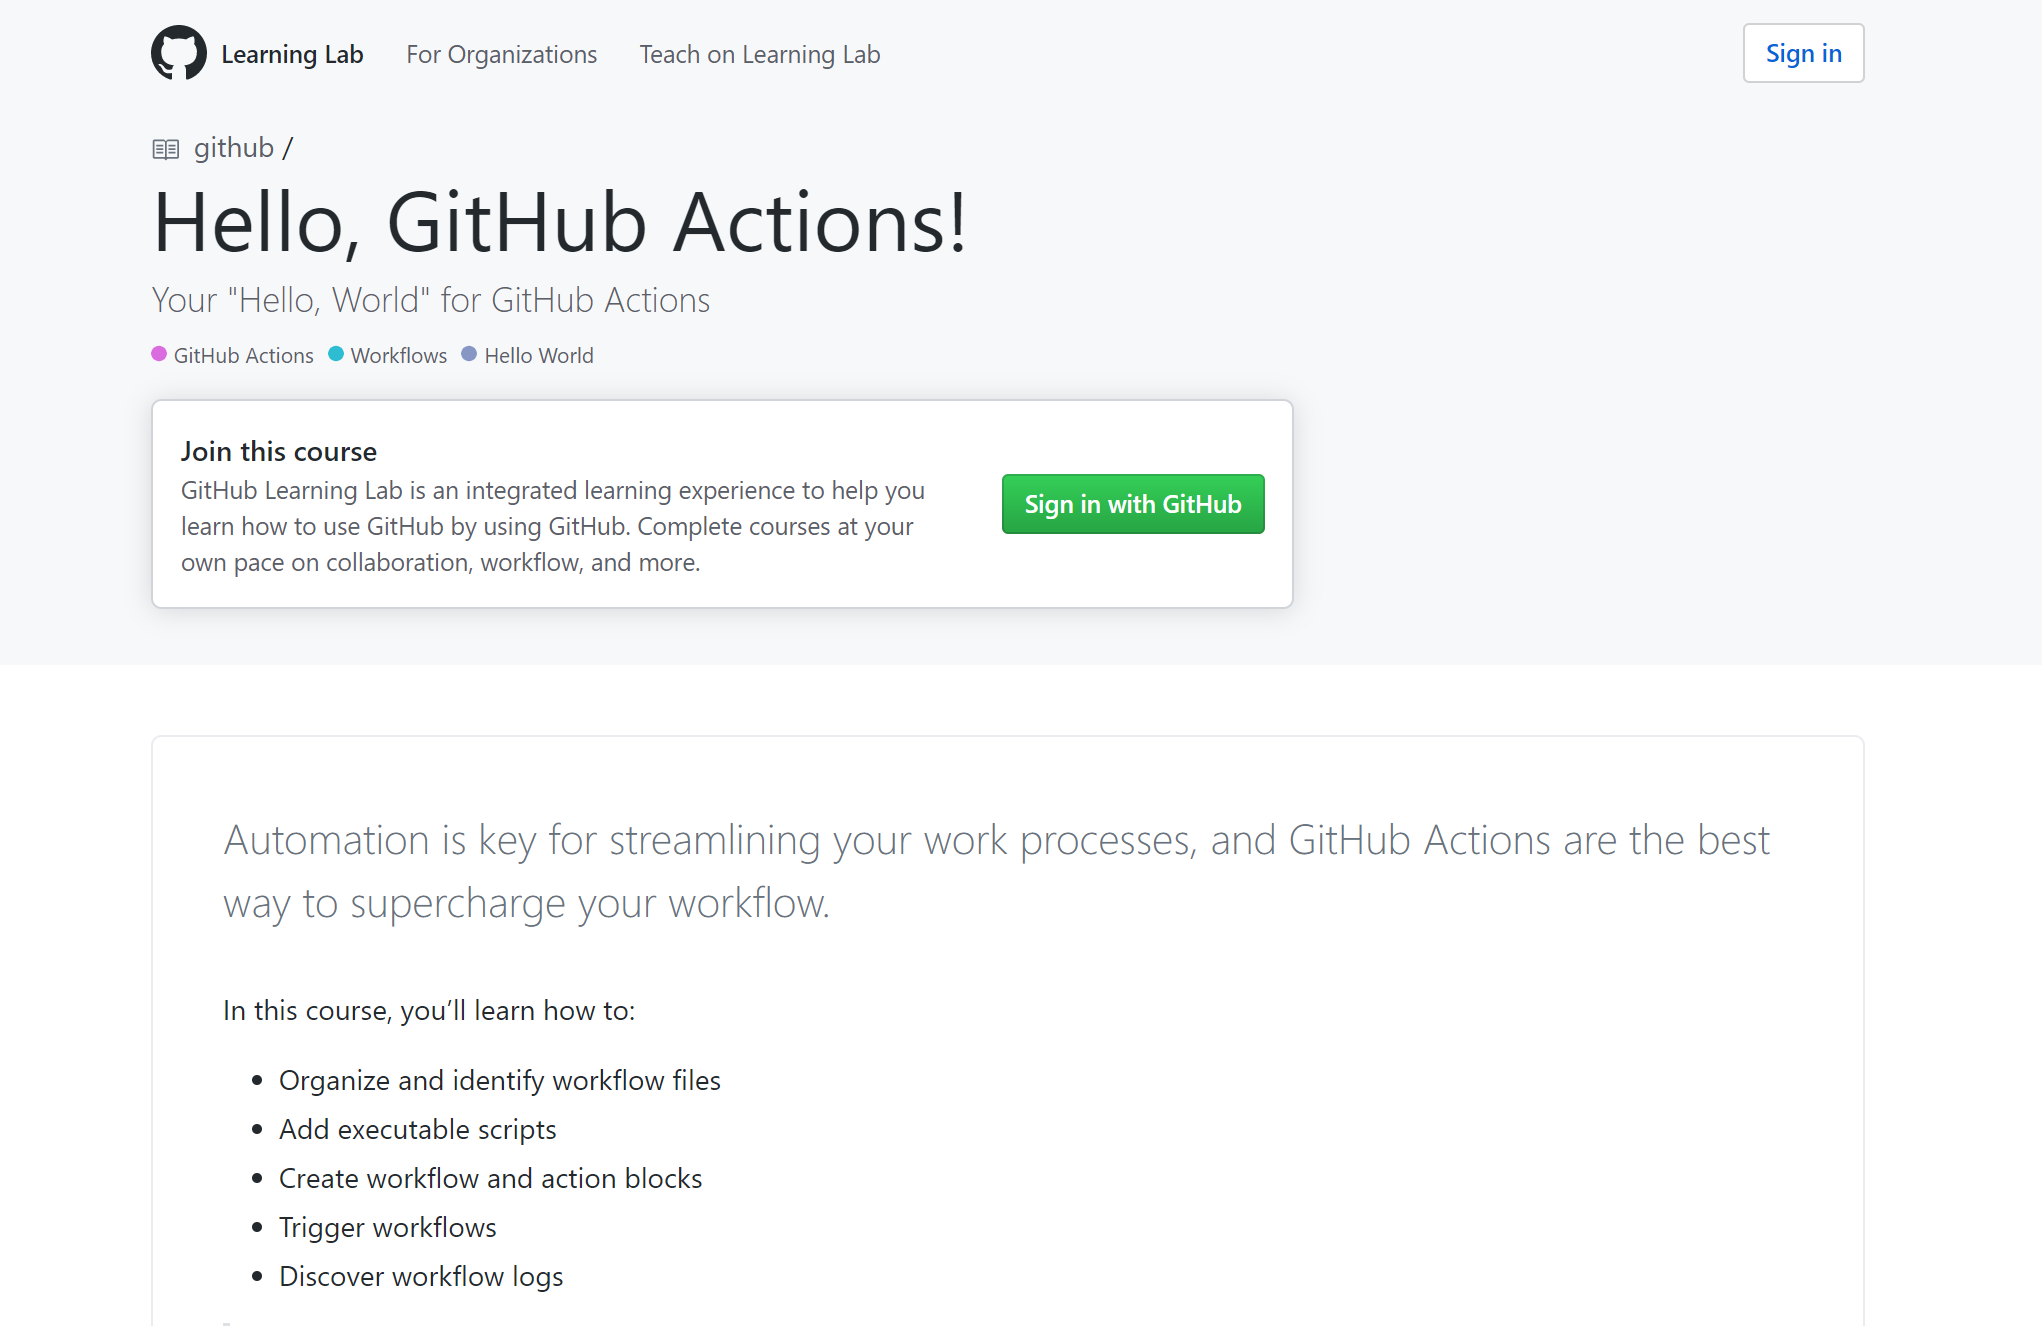 Learning Lab For Organizations Teach on Learning Lab Sign in
github /
Hello, GitHub Actions!
Your "Hello, World" for GitHub Actions
GitHub Actions Workflows Hello World
Join this course
GitHub Learning Lab is an integrated learning experience to help you
learn how to use GitHub by using GitHub. Complete courses at your
own pace on collaboration, workflow, and more.
Sign in with GitHub
Automation is key for streamlining your work processes, and GitHub Actions are the best
way to supercharge your workflow.
In this course, you’ll learn how to:
Organize and identify workflow files
Add executable scripts
Create workflow and action blocks
Trigger workflows
Discover workflow logs